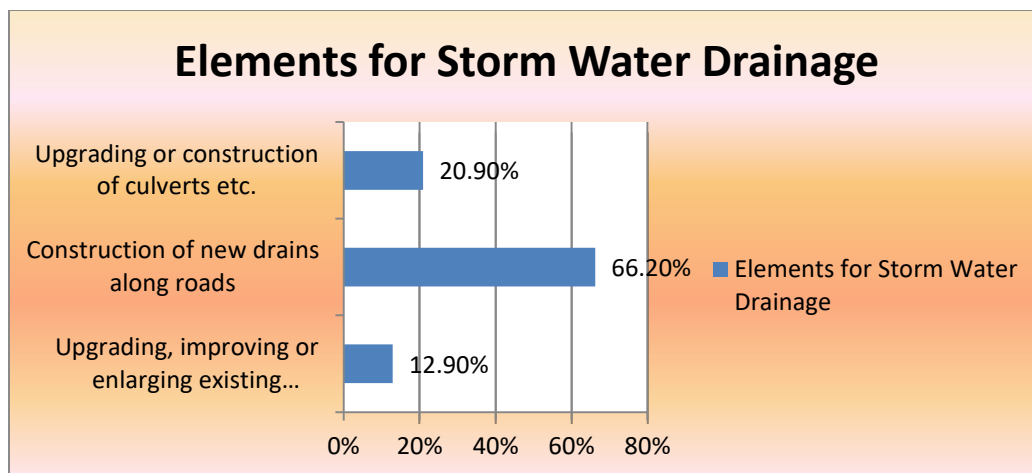 Elements for Storm Water Drainage
Upgrading or construction
of culverts etc.
20.90%
Construction of new drains
along roads
66.20%
Upgrading, improving or
enlarging existing...
12.90%
0% 20% 40% 60% 80%
Elements for Storm Water
Drainage